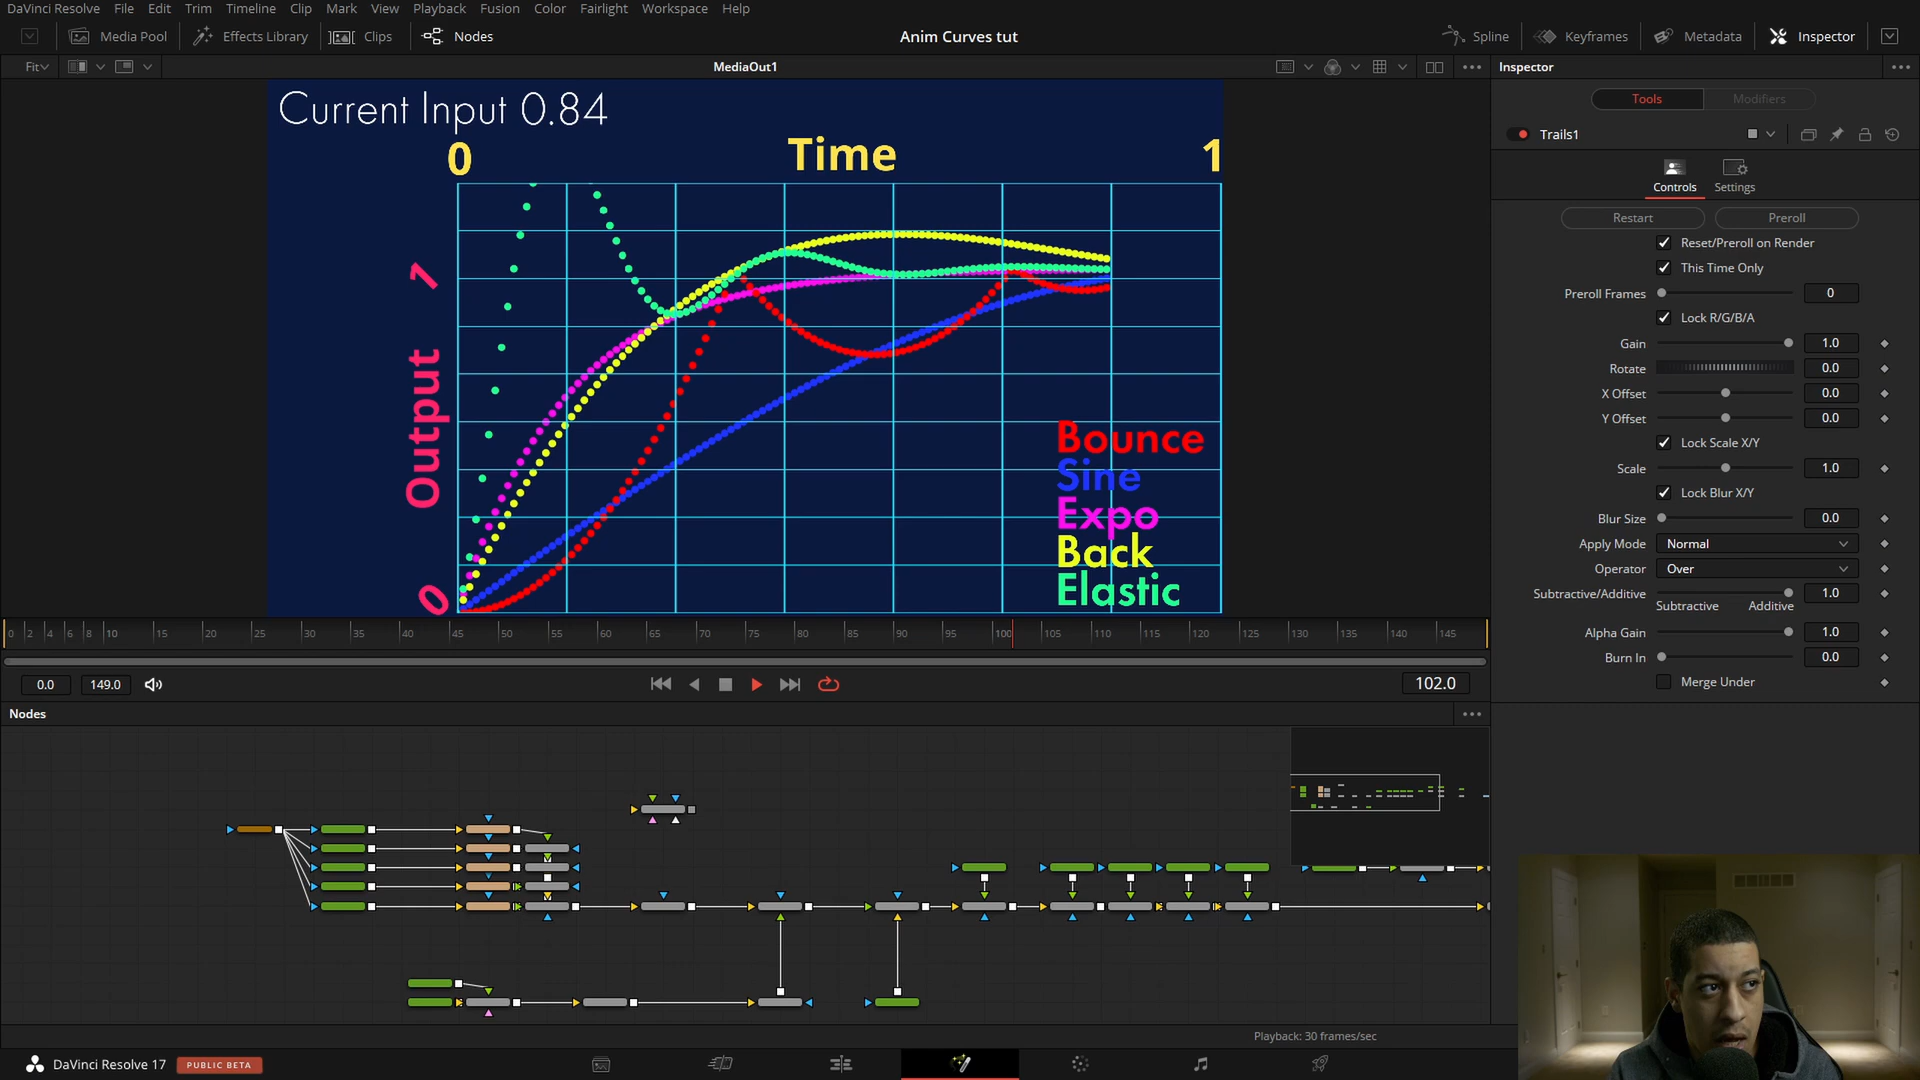 DaVinci Resolve File Edit Trim Timeline Clip Mark View Playback Fusion Color Fairlight Workspace Help
Media Pool Effects Library Clips Nodes Anim Curves tut Spline Keyframes Metadata Inspector
Fit MediaOut1 Inspector
Current Input 0.84
0 Time 1
Output 0 1
Bounce
Sine
Expo
Back
Elastic
0 2 4 6 8 10 15 20 25 30 35 40 45 50 55 60 65 70 75 80 85 90 95 100 105 110 115 120 125 130 135 140 145
0.0 149.0 102.0
Nodes
Tools Modifiers
Trails1
Controls Settings
Restart Preroll
Reset/Preroll on Render
This Time Only
Preroll Frames 0
Lock R/G/B/A
Gain 1.0
Rotate 0.0
X Offset 0.0
Y Offset 0.0
Lock Scale X/Y
Scale 1.0
Lock Blur X/Y
Blur Size 0.0
Apply Mode Normal
Operator Over
Subtractive/Additive 1.0
Subtractive Additive
Alpha Gain 1.0
Burn In 0.0
Merge Under
Playback: 30 frames/sec
DaVinci Resolve 17 PUBLIC BETA